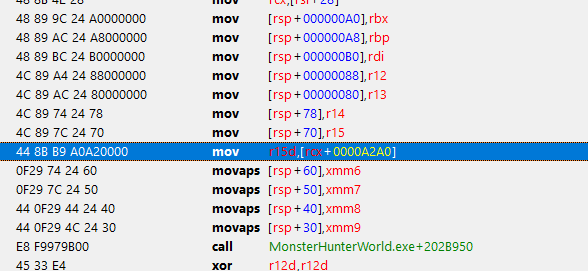 48 8B 4E 28 mov rcx,[rsi+28]
48 89 9C 24 A0000000 mov [rsp+000000A0],rbx
48 89 AC 24 A8000000 mov [rsp+000000A8],rbp
48 89 BC 24 B0000000 mov [rsp+000000B0],rdi
4C 89 A4 24 88000000 mov [rsp+00000088],r12
4C 89 AC 24 80000000 mov [rsp+00000080],r13
4C 89 74 24 78 mov [rsp+78],r14
4C 89 7C 24 70 mov [rsp+70],r15
44 8B B9 A0A20000 mov r15d,[rcx+0000A2A0]
0F29 74 24 60 movaps [rsp+60],xmm6
0F29 7C 24 50 movaps [rsp+50],xmm7
44 0F29 44 24 40 movaps [rsp+40],xmm8
44 0F29 4C 24 30 movaps [rsp+30],xmm9
E8 F9979B00 call MonsterHunterWorld.exe+202B950
45 33 E4 xor r12d,r12d